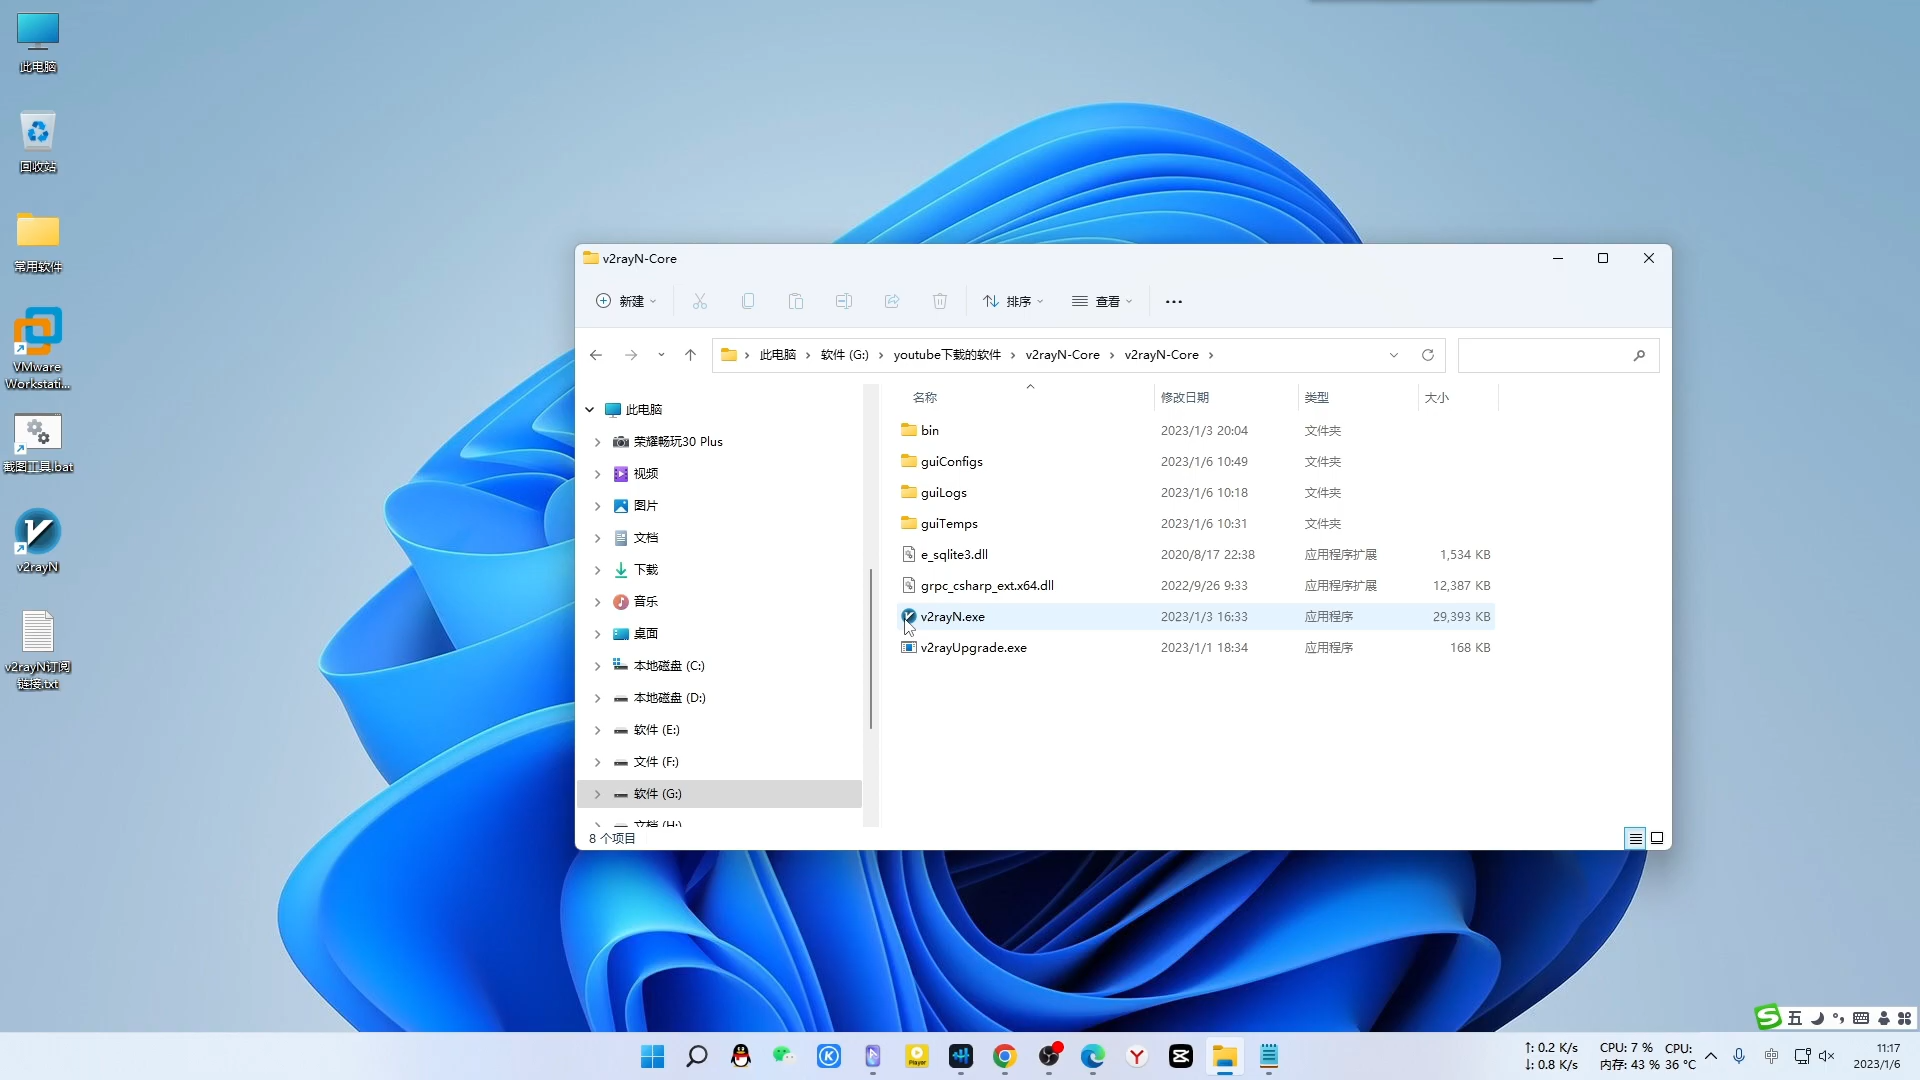 此电脑
回收站
常用软件
VMware
Workstati...
截图工具.bat
v2rayN
v2rayN订阅
链接.txt
v2rayN-Core
新建
排序
查看
此电脑 › 软件 (G:) › youtube下载的软件 › v2rayN-Core › v2rayN-Core ›
此电脑
荣耀畅玩30 Plus
视频
图片
文档
下载
音乐
桌面
本地磁盘 (C:)
本地磁盘 (D:)
软件 (E:)
文件 (F:)
软件 (G:)
文档 (H:)
名称 修改日期 类型 大小
bin 2023/1/3 20:04 文件夹
guiConfigs 2023/1/6 10:49 文件夹
guiLogs 2023/1/6 10:18 文件夹
guiTemps 2023/1/6 10:31 文件夹
e_sqlite3.dll 2020/8/17 22:38 应用程序扩展 1,534 KB
grpc_csharp_ext.x64.dll 2022/9/26 9:33 应用程序扩展 12,387 KB
v2rayN.exe 2023/1/3 16:33 应用程序 29,393 KB
v2rayUpgrade.exe 2023/1/1 18:34 应用程序 168 KB
8 个项目
五
Player
↑: 0.2 K/s CPU: 7 % CPU:
↓: 0.8 K/s 内存: 43 % 36 °C
中
11:17
2023/1/6